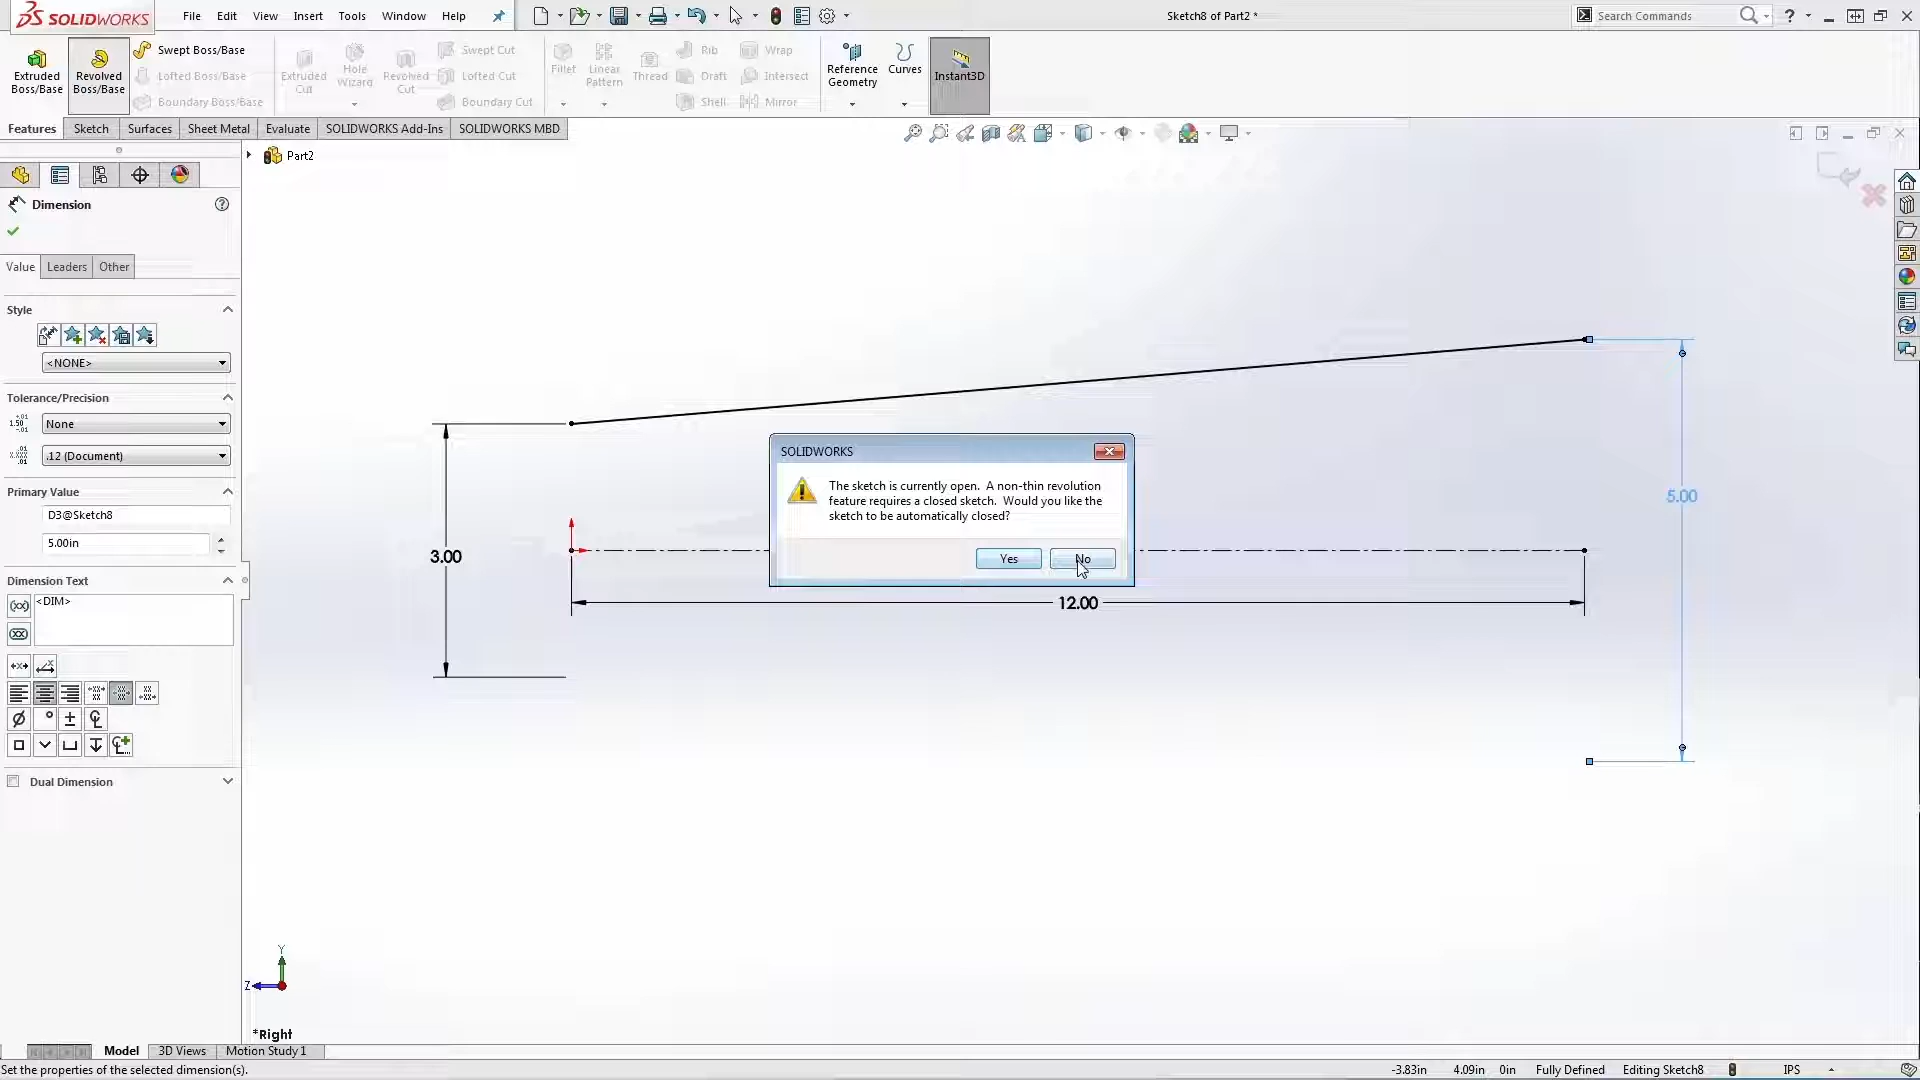 SOLIDWORKS File Edit View Insert Tools Window Help Sketch8 of Part2 * Search Commands ?
Extruded Boss/Base
Revolved Boss/Base
Swept Boss/Base
Lofted Boss/Base
Boundary Boss/Base
Extruded Cut
Hole Wizard
Revolved Cut
Swept Cut
Lofted Cut
Boundary Cut
Fillet
Linear Pattern
Thread
Rib
Draft
Shell
Wrap
Intersect
Mirror
Reference Geometry
Curves
Instant3D
Features Sketch Surfaces Sheet Metal Evaluate SOLIDWORKS Add-Ins SOLIDWORKS MBD
Part2
Dimension
Value Leaders Other
Style
<NONE>
Tolerance/Precision
None
.12 (Document)
Primary Value
D3@Sketch8
5.00in
Dimension Text
<DIM>
Dual Dimension
SOLIDWORKS
The sketch is currently open. A non-thin revolution
feature requires a closed sketch. Would you like the
sketch to be automatically closed?
Yes No
5.00
3.00
12.00
Y
Z
*Right
Model 3D Views Motion Study 1
Set the properties of the selected dimension(s). -3.83in 4.09in 0in Fully Defined Editing Sketch8 IPS